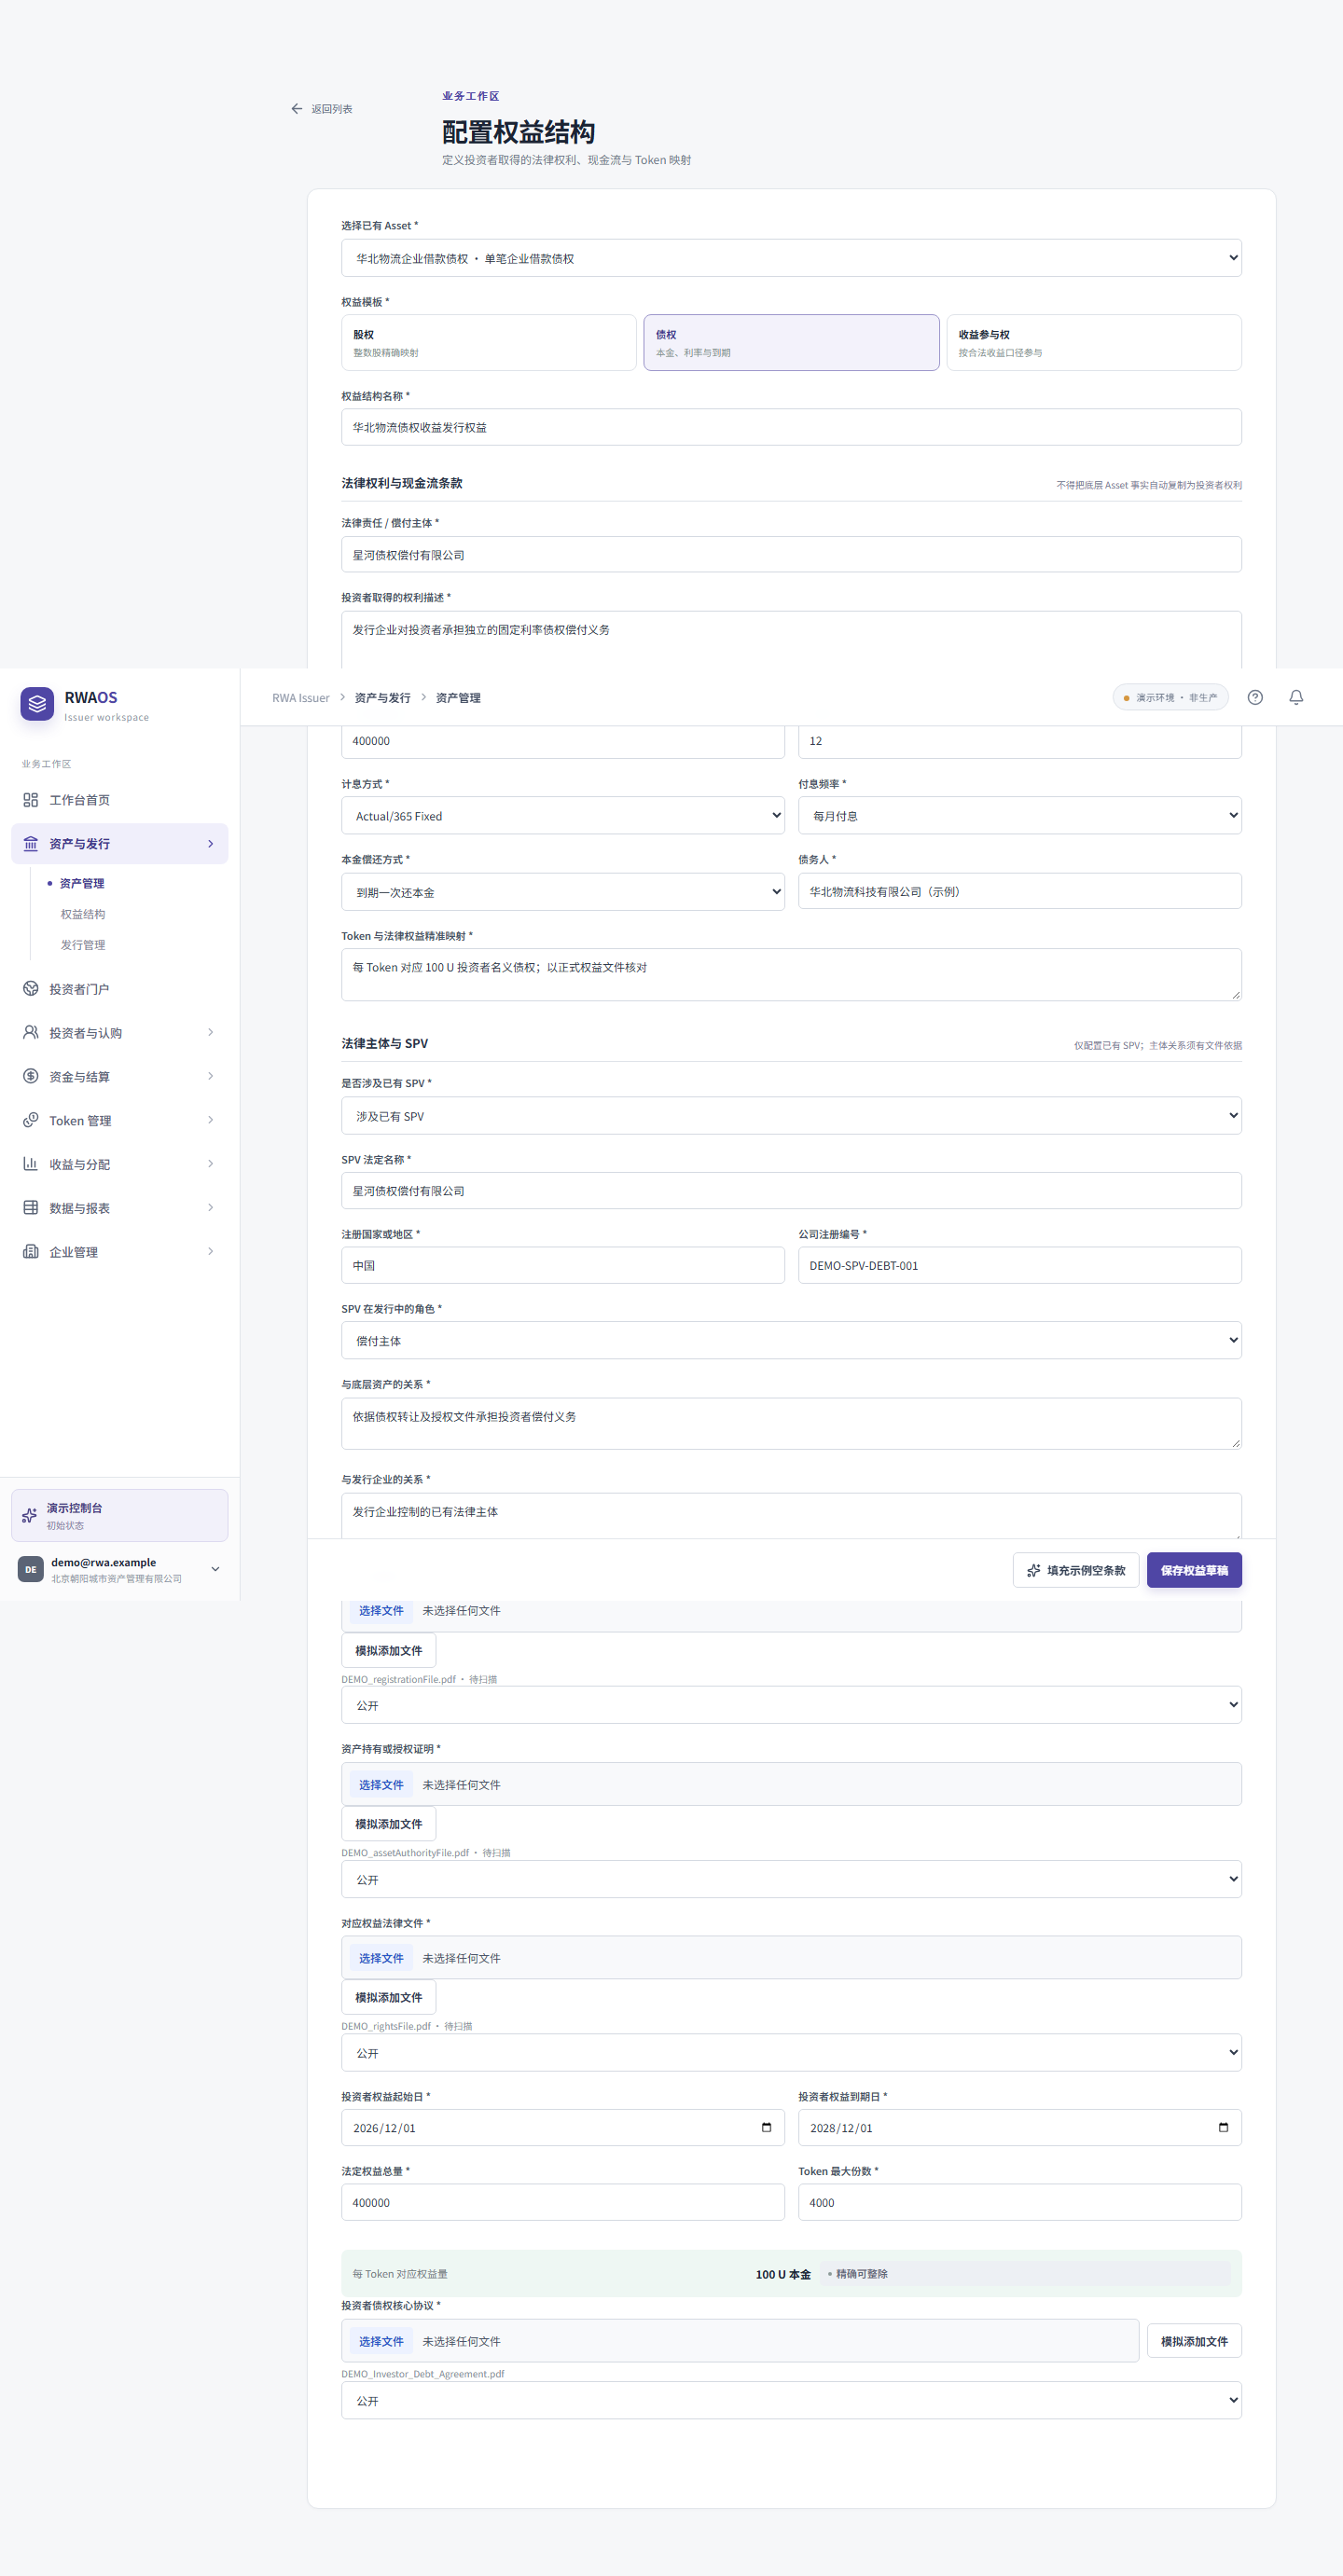 返回列表
业务工作区
配置权益结构
定义投资者取得的法律权利、现金流与 Token 映射
选择已有 Asset *
华北物流企业借款债权 · 单笔企业借款债权
权益模板 *
股权
整数股精确映射
债权
本金、利率与到期
收益参与权
按合法收益口径参与
权益结构名称 *
华北物流债权收益发行权益
法律权利与现金流条款
不得把底层 Asset 事实自动复制为投资者权利
法律责任 / 偿付主体 *
星河债权偿付有限公司
投资者取得的权利描述 *
发行企业对投资者承担独立的固定利率债权偿付义务
RWAOS
Issuer workspace
RWA Issuer
资产与发行
资产管理
演示环境 · 非生产
业务工作区
工作台首页
资产与发行
资产管理
权益结构
发行管理
投资者门户
投资者与认购
资金与结算
Token 管理
收益与分配
数据与报表
企业管理
演示控制台
初始状态
DE
demo@rwa.example
北京朝阳城市资产管理有限公司
400000
12
计息方式 *
付息频率 *
Actual/365 Fixed
每月付息
本金偿还方式 *
债务人 *
到期一次还本金
华北物流科技有限公司（示例）
Token 与法律权益精准映射 *
每 Token 对应 100 U 投资者名义债权；以正式权益文件核对
法律主体与 SPV
仅配置已有 SPV；主体关系须有文件依据
是否涉及已有 SPV *
涉及已有 SPV
SPV 法定名称 *
星河债权偿付有限公司
注册国家或地区 *
公司注册编号 *
中国
DEMO-SPV-DEBT-001
SPV 在发行中的角色 *
偿付主体
与底层资产的关系 *
依据债权转让及授权文件承担投资者偿付义务
与发行企业的关系 *
发行企业控制的已有法律主体
填充示例空条款
保存权益草稿
选择文件 未选择任何文件
模拟添加文件
DEMO_registrationFile.pdf · 待扫描
公开
资产持有或授权证明 *
选择文件 未选择任何文件
模拟添加文件
DEMO_assetAuthorityFile.pdf · 待扫描
公开
对应权益法律文件 *
选择文件 未选择任何文件
模拟添加文件
DEMO_rightsFile.pdf · 待扫描
公开
投资者权益起始日 *
投资者权益到期日 *
2026/12/01
2028/12/01
法定权益总量 *
Token 最大份数 *
400000
4000
每 Token 对应权益量
100 U 本金
精确可整除
投资者债权核心协议 *
选择文件 未选择任何文件
模拟添加文件
DEMO_Investor_Debt_Agreement.pdf
公开